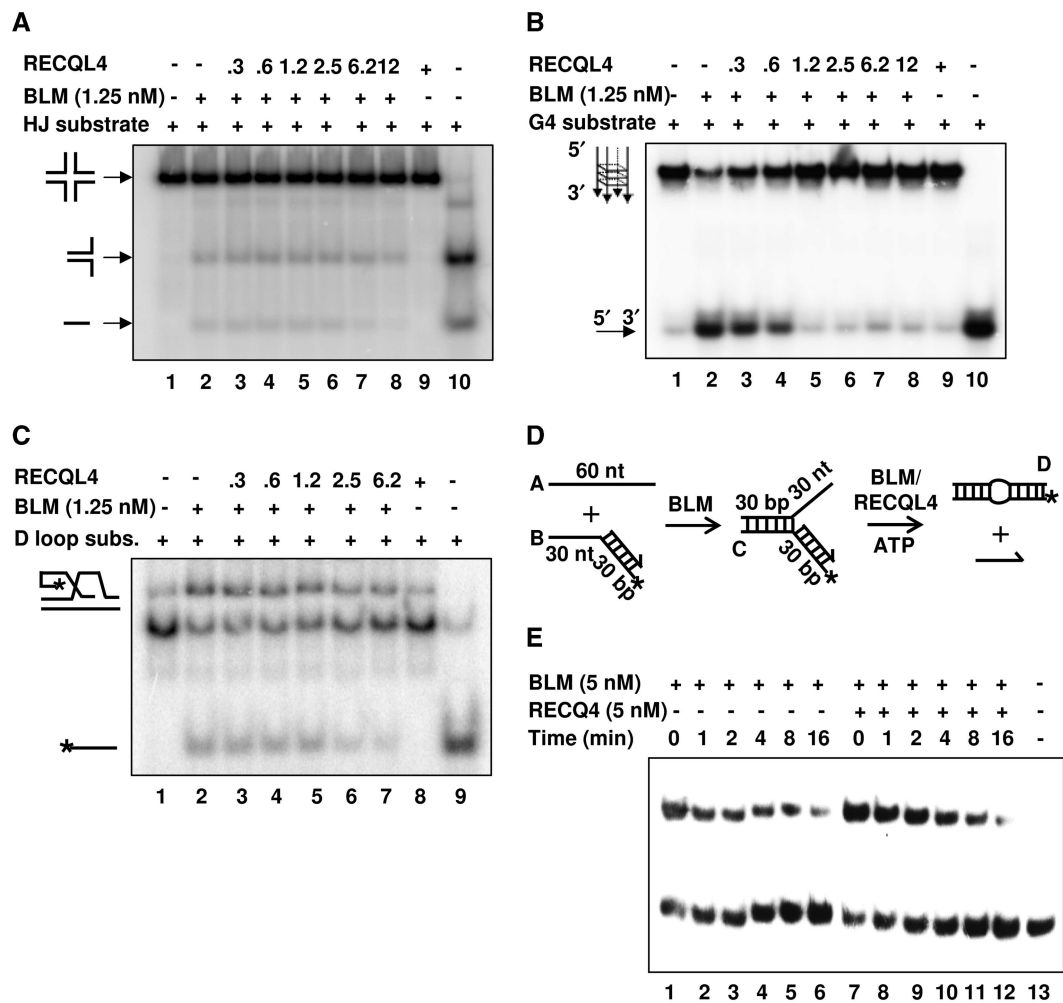 A
RECQL4 - - .3 .6 1.2 2.5 6.2 12 + -
BLM (1.25 nM) - + + + + + + + - -
HJ substrate + + + + + + + + + +
1 2 3 4 5 6 7 8 9 10
B
RECQL4 - - .3 .6 1.2 2.5 6.2 12 + -
BLM (1.25 nM) - + + + + + + + - -
G4 substrate + + + + + + + + + +
5′
3′
5′ 3′
1 2 3 4 5 6 7 8 9 10
C
RECQL4 - - .3 .6 1.2 2.5 6.2 + -
BLM (1.25 nM) - + + + + + + - -
D loop subs. + + + + + + + + +
*
*
1 2 3 4 5 6 7 8 9
D
A 60 nt
+
B
30 nt 30 bp *
BLM
30 bp 30 nt
C
30 bp *
BLM/
RECQL4
ATP
D
*
+
E
BLM (5 nM) + + + + + + + + + + + + -
RECQ4 (5 nM) - - - - - - + + + + + + -
Time (min) 0 1 2 4 8 16 0 1 2 4 8 16 -
1 2 3 4 5 6 7 8 9 10 11 12 13